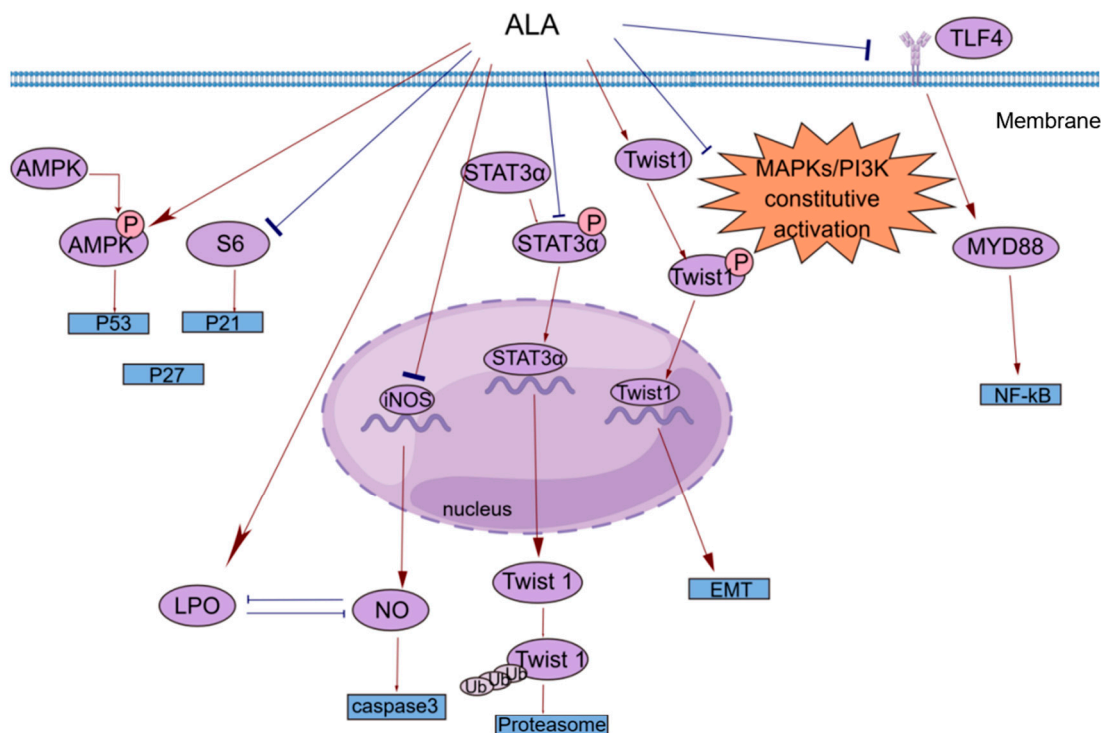 ALA
TLF4
Membrane
AMPK
STAT3α
Twist1
MAPKs/PI3K
constitutive
activation
P
AMPK
S6
P
STAT3α
P
Twist1
MYD88
P53
P21
P27
STAT3α
iNOS
Twist1
NF-kB
nucleus
LPO
NO
Twist 1
EMT
Twist 1
Ub
Ub
Ub
caspase3
Proteasome